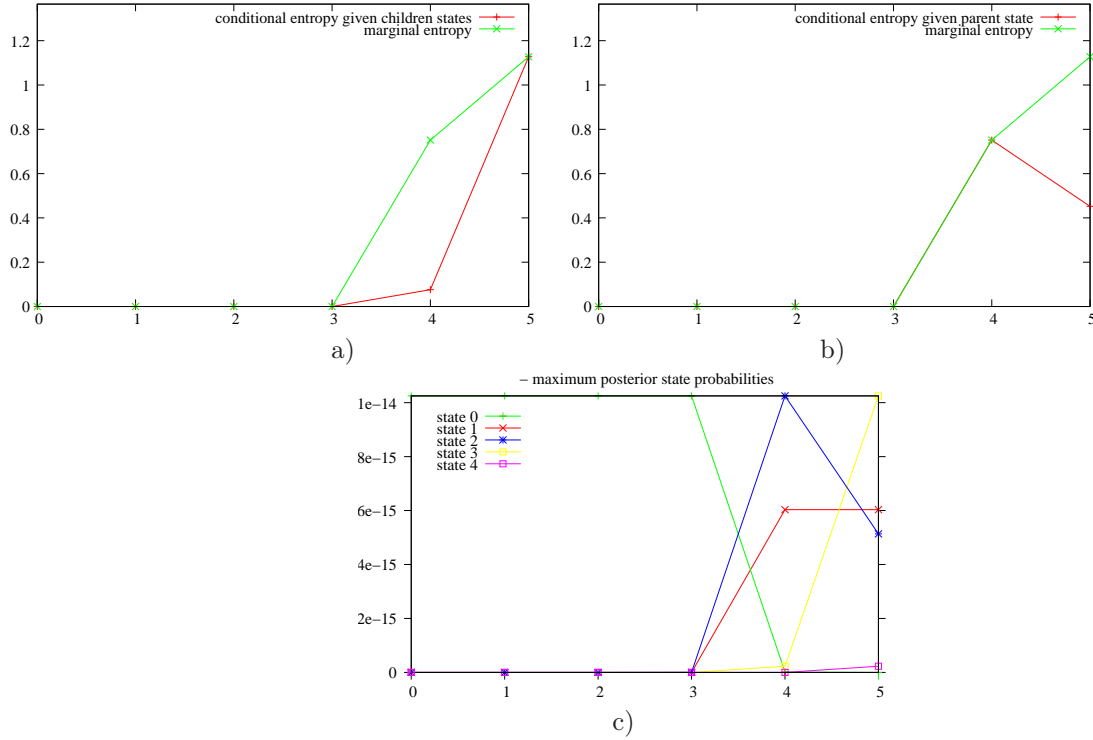 conditional entropy given children states
marginal entropy
1.2
1
0.8
0.6
0.4
0.2
0
0 1 2 3 4 5
a)
conditional entropy given parent state
marginal entropy
1.2
1
0.8
0.6
0.4
0.2
0
0 1 2 3 4 5
b)
– maximum posterior state probabilities
state 0
state 1
state 2
state 3
state 4
1e–14
8e–15
6e–15
4e–15
2e–15
0
0 1 2 3 4 5
c)